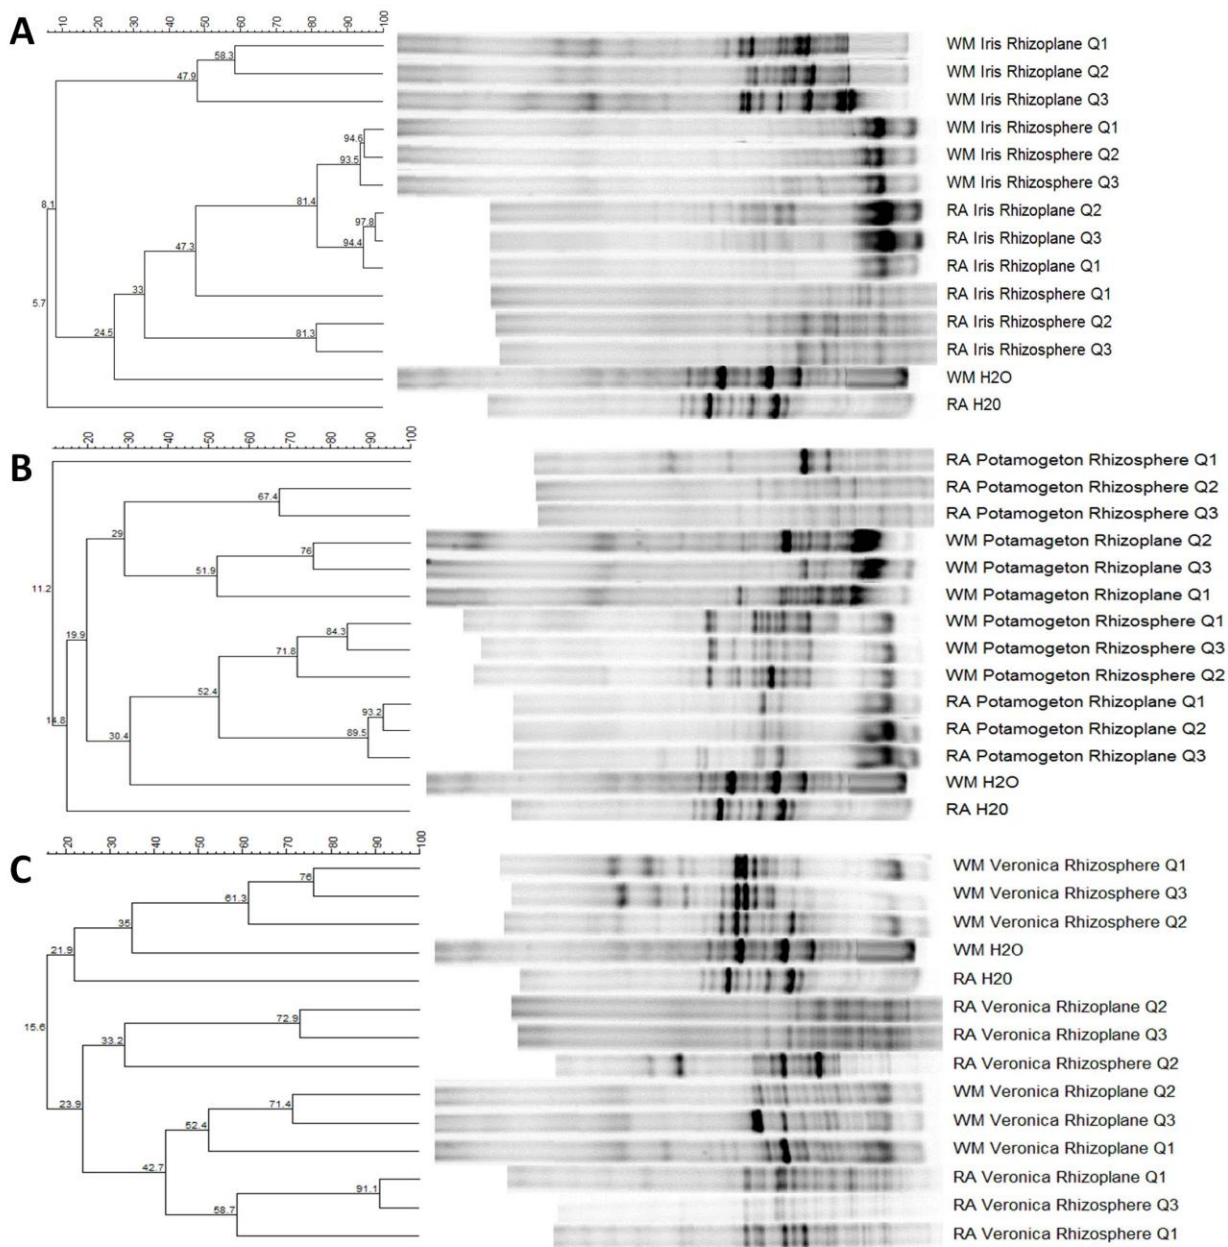 A
10 20 30 40 50 60 70 80 90 100
58.3 WM Iris Rhizoplane Q1
47.9 WM Iris Rhizoplane Q2
WM Iris Rhizoplane Q3
94.6 WM Iris Rhizosphere Q1
93.5 WM Iris Rhizosphere Q2
81.4 WM Iris Rhizosphere Q3
8.1 97.8 RA Iris Rhizoplane Q2
47.3 94.4 RA Iris Rhizoplane Q3
RA Iris Rhizoplane Q1
5.7 33 RA Iris Rhizosphere Q1
24.5 81.3 RA Iris Rhizosphere Q2
RA Iris Rhizosphere Q3
WM H2O
RA H20
B
20 30 40 50 60 70 80 90 100
RA Potamogeton Rhizosphere Q1
67.4 RA Potamogeton Rhizosphere Q2
29 RA Potamogeton Rhizosphere Q3
76 WM Potamageton Rhizoplane Q2
51.9 WM Potamageton Rhizoplane Q3
11.2 WM Potamageton Rhizoplane Q1
84.3 WM Potamogeton Rhizosphere Q1
19.9 71.8 WM Potamogeton Rhizosphere Q3
52.4 WM Potamogeton Rhizosphere Q2
93.2 RA Potamogeton Rhizoplane Q1
14.8 89.5 RA Potamogeton Rhizoplane Q2
30.4 RA Potamogeton Rhizoplane Q3
WM H2O
RA H20
C
20 30 40 50 60 70 80 90 100
76 WM Veronica Rhizosphere Q1
61.3 WM Veronica Rhizosphere Q3
35 WM Veronica Rhizosphere Q2
21.9 WM H2O
RA H20
72.9 RA Veronica Rhizoplane Q2
15.6 33.2 RA Veronica Rhizoplane Q3
RA Veronica Rhizosphere Q2
71.4 WM Veronica Rhizoplane Q2
23.9 52.4 WM Veronica Rhizoplane Q3
42.7 WM Veronica Rhizoplane Q1
91.1 RA Veronica Rhizoplane Q1
58.7 RA Veronica Rhizosphere Q3
RA Veronica Rhizosphere Q1